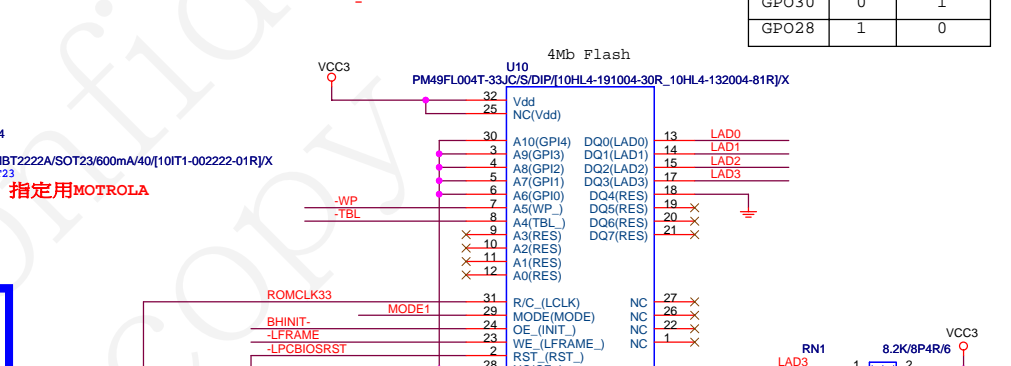 GPO30 0 1
GPO28 1 0
4Mb Flash
VCC3
U10
PM49FL004T-33JC/S/DIP/[10HL4-191004-30R_10HL4-132004-81R]/X
32 Vdd
25 NC(Vdd)
4
IBT2222A/SOT23/600mA/40/[10IT1-002222-01R]/X
23
指定用MOTROLA
30 A10(GPI4) DQ0(LAD0) 13 LAD0
3 A9(GPI3) DQ1(LAD1) 14 LAD1
4 A8(GPI2) DQ2(LAD2) 15 LAD2
5 A7(GPI1) DQ3(LAD3) 17 LAD3
6 A6(GPI0) DQ4(RES) 18
-WP 7 A5(WP_) DQ5(RES) 19
-TBL 8 A4(TBL_) DQ6(RES) 20
9 A3(RES) DQ7(RES) 21
10 A2(RES)
11 A1(RES)
12 A0(RES)
ROMCLK33 31 R/C_(LCLK) NC 27
MODE1 29 MODE(MODE) NC 26
BHINIT- 24 OE_(INIT_) NC 22
-LFRAME 23 WE_(LFRAME_) NC 1
-LPCBIOSRST 2 RST_(RST_)
28
VCC3
RN1 8.2K/8P4R/6
LAD3 1 2
confid
copy